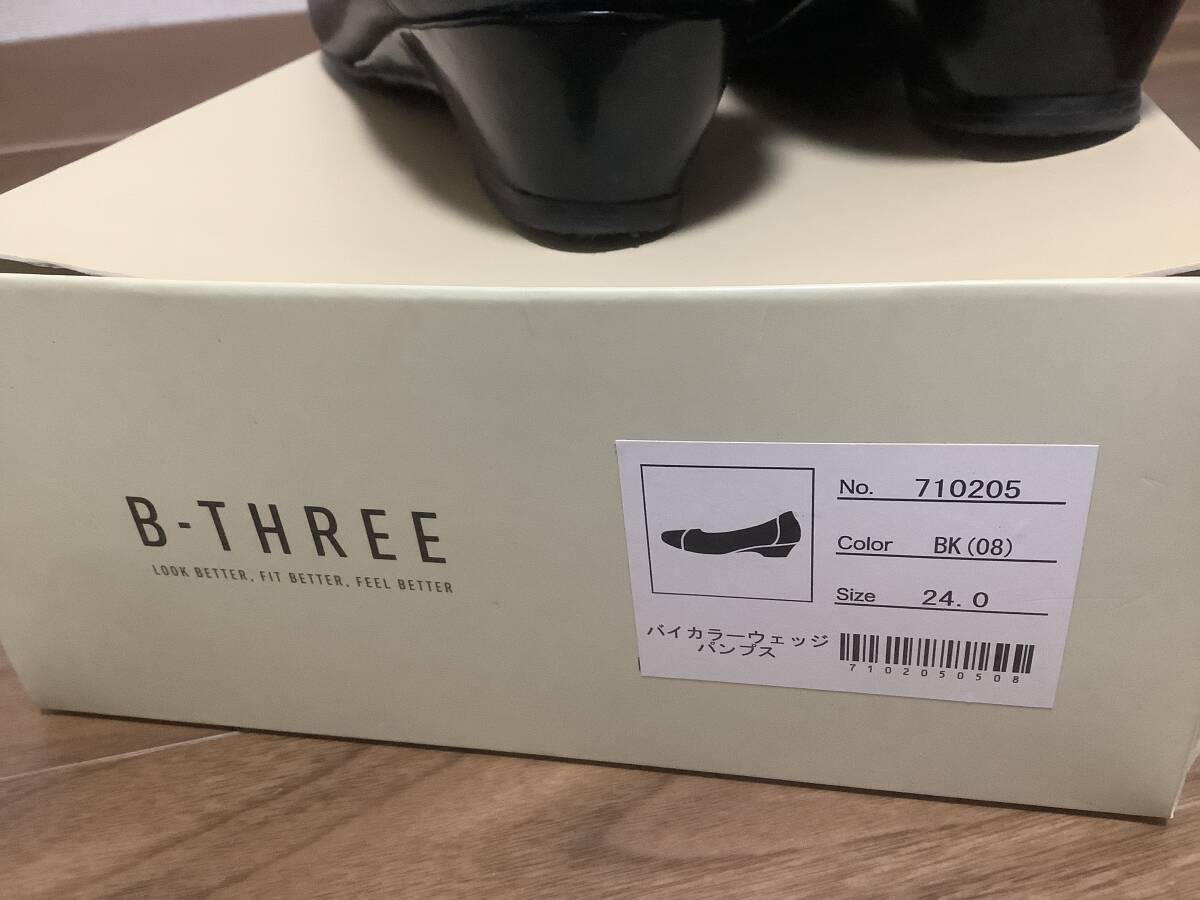 B-THREE
LOOK BETTER, FIT BETTER, FEEL BETTER
No. 710205
Color BK(08)
Size 24.0
バイカラーウェッジ
パンプス
7102050508